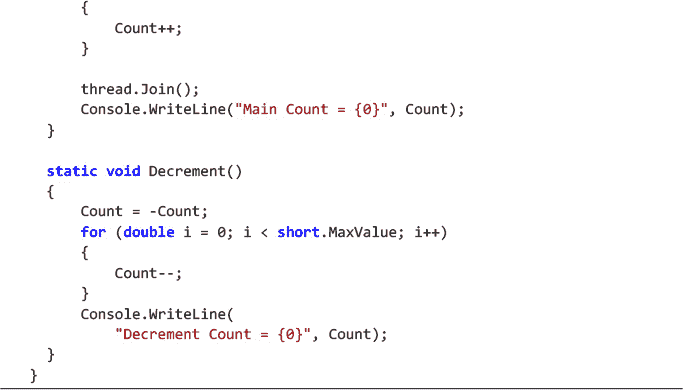 {
Count++;
}
thread.Join();
Console.WriteLine("Main Count = {0}", Count);
}
static void Decrement()
{
Count = -Count;
for (double i = 0; i < short.MaxValue; i++)
{
Count--;
}
Console.WriteLine(
"Decrement Count = {0}", Count);
}
}